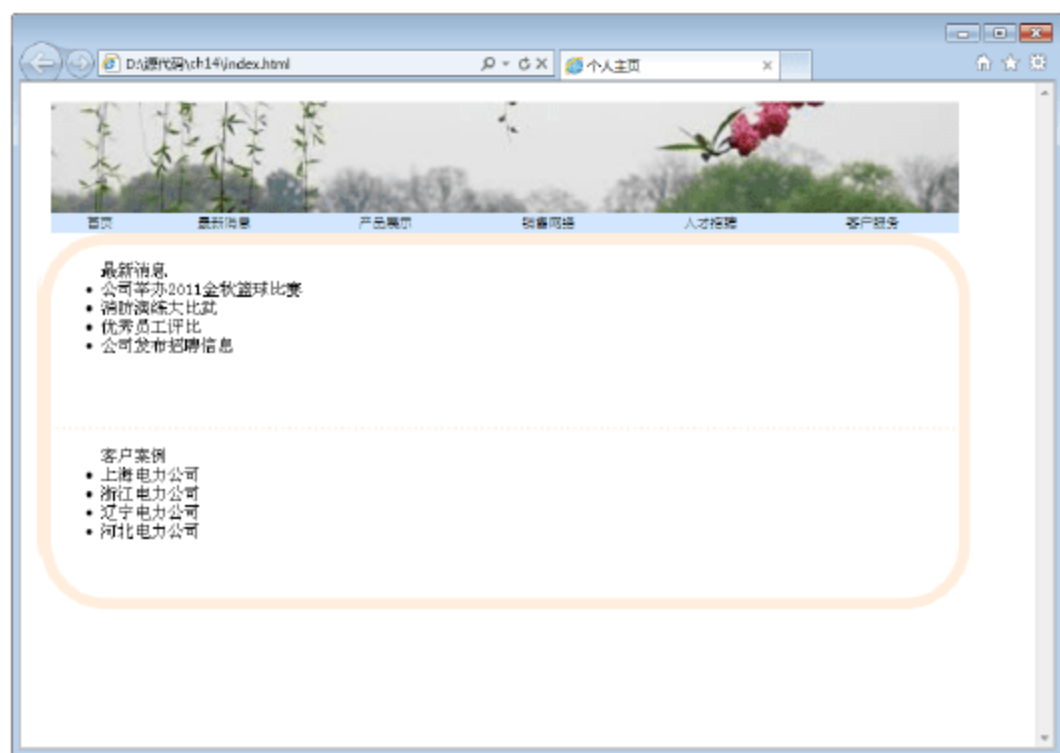 D:\源代码\ch14\index.html
个人主页
首页 最新消息 产品展示 销售网络 人才招聘 客户服务
最新消息
• 公司举办2011金秋篮球比赛
• 消防演练大比武
• 优秀员工评比
• 公司发布招聘信息
客户案例
• 上海电力公司
• 浙江电力公司
• 辽宁电力公司
• 河北电力公司